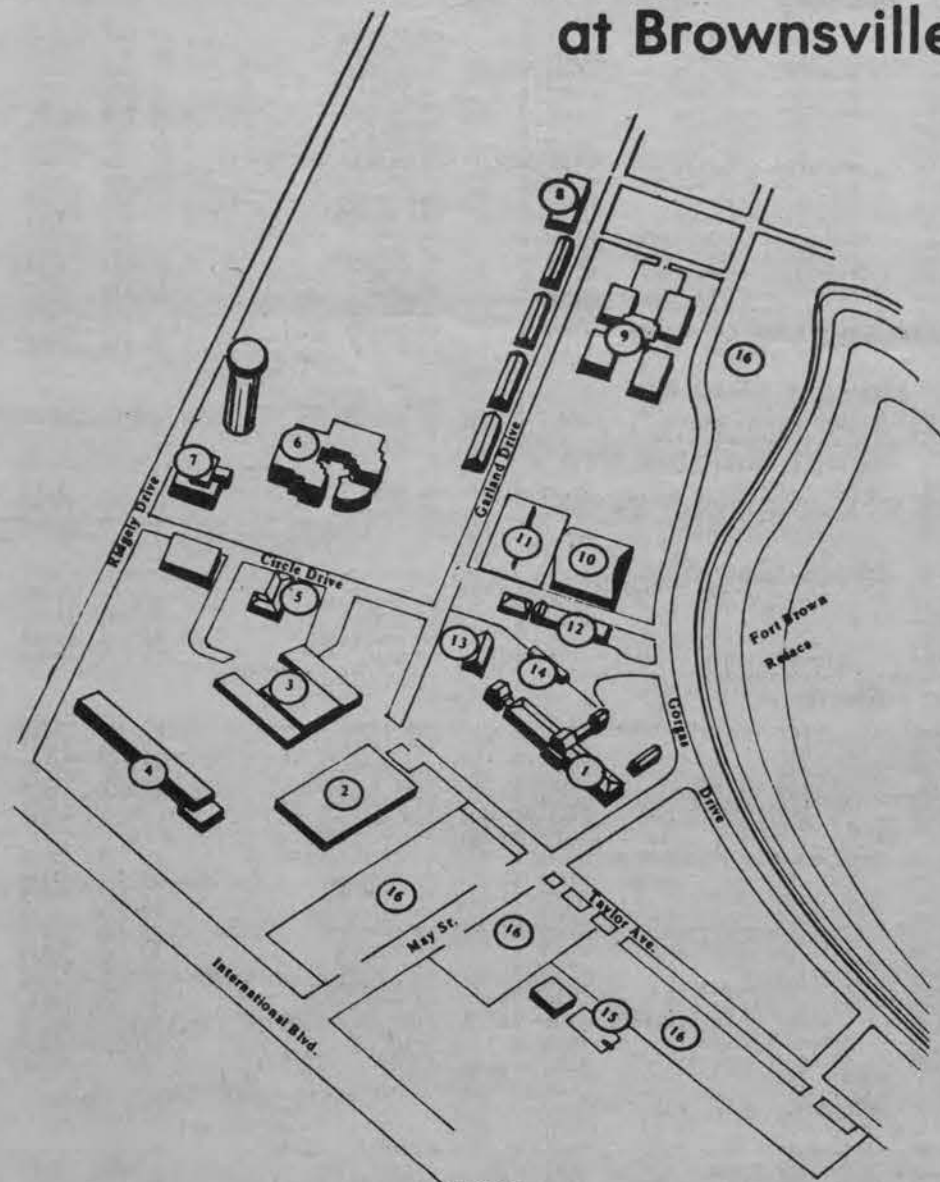 at Brownsville
8
9
16
6
7
Garland Drive
Ridgely Drive
11
10
Circle Drive
5
12
Fort Brown
Resaca
13
14
3
Gorgas
Drive
4
2
1
16
Taylor Ave.
May St.
16
International Blvd.
15
16